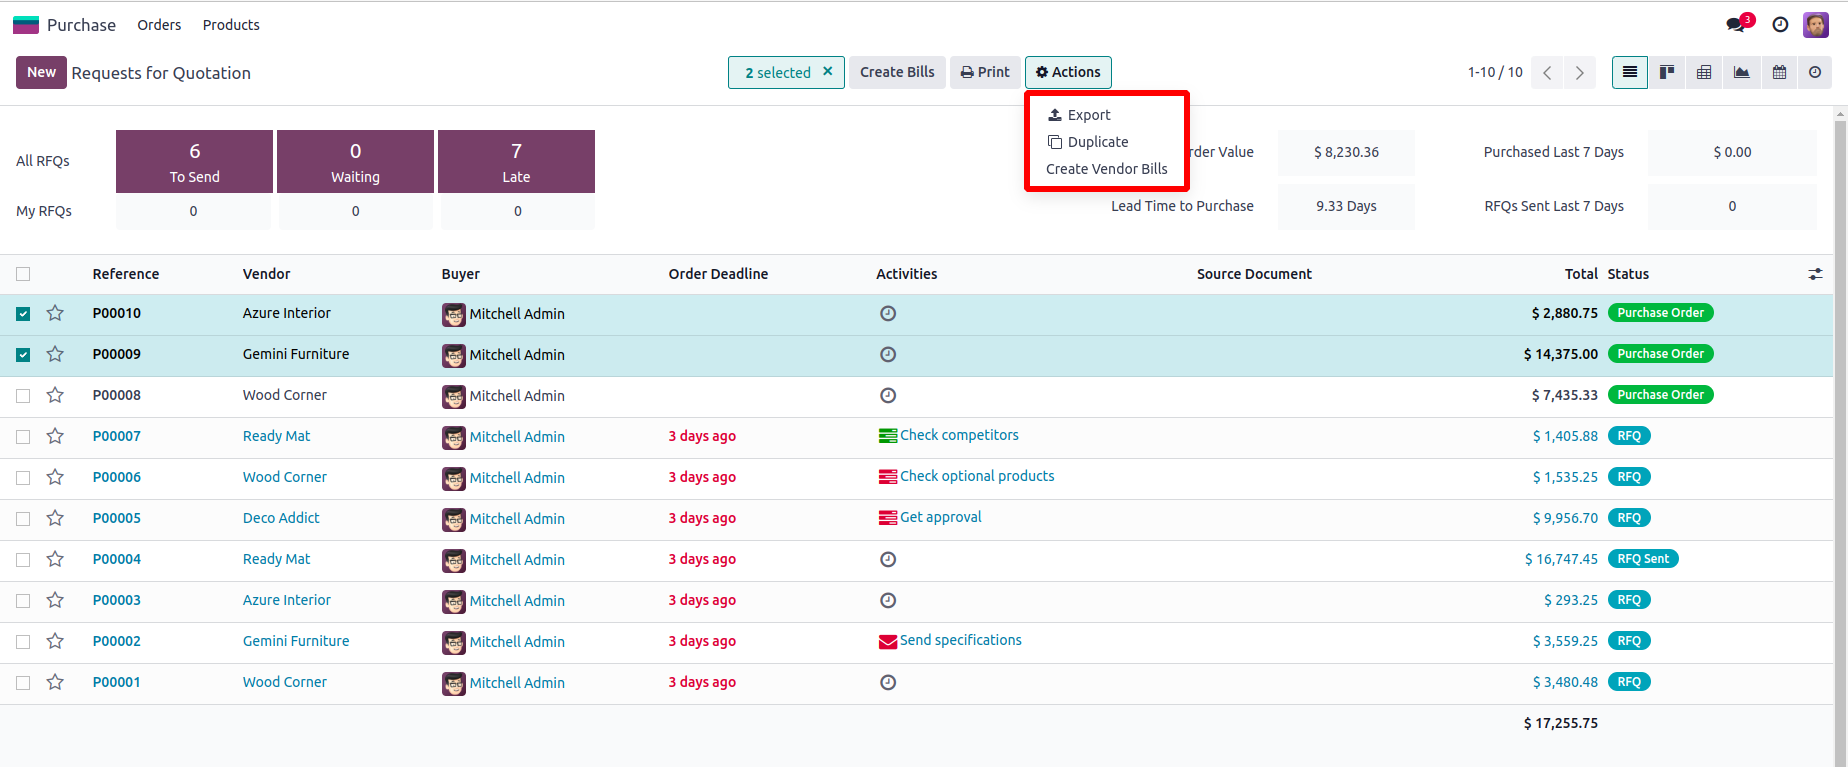 Purchase Orders Products 3
New Requests for Quotation 2 selected × Create Bills Print Actions 1-10 / 10
Export
Duplicate
Create Vendor Bills
All RFQs 6 To Send 0 Waiting 7 Late
My RFQs 0 0 0
rder Value $ 8,230.36 Purchased Last 7 Days $ 0.00
Lead Time to Purchase 9.33 Days RFQs Sent Last 7 Days 0
Reference Vendor Buyer Order Deadline Activities Source Document Total Status
P00010 Azure Interior Mitchell Admin $ 2,880.75 Purchase Order
P00009 Gemini Furniture Mitchell Admin $ 14,375.00 Purchase Order
P00008 Wood Corner Mitchell Admin $ 7,435.33 Purchase Order
P00007 Ready Mat Mitchell Admin 3 days ago Check competitors $ 1,405.88 RFQ
P00006 Wood Corner Mitchell Admin 3 days ago Check optional products $ 1,535.25 RFQ
P00005 Deco Addict Mitchell Admin 3 days ago Get approval $ 9,956.70 RFQ
P00004 Ready Mat Mitchell Admin 3 days ago $ 16,747.45 RFQ Sent
P00003 Azure Interior Mitchell Admin 3 days ago $ 293.25 RFQ
P00002 Gemini Furniture Mitchell Admin 3 days ago Send specifications $ 3,559.25 RFQ
P00001 Wood Corner Mitchell Admin 3 days ago $ 3,480.48 RFQ
$ 17,255.75